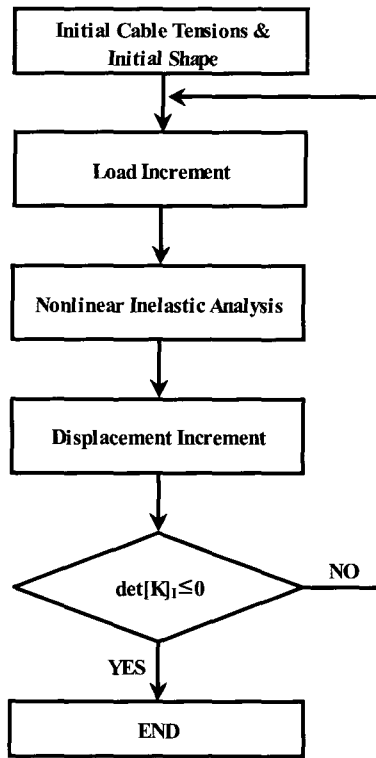 Initial Cable Tensions &
Initial Shape
Load Increment
Nonlinear Inelastic Analysis
Displacement Increment
det[K]I≤0
NO
YES
END